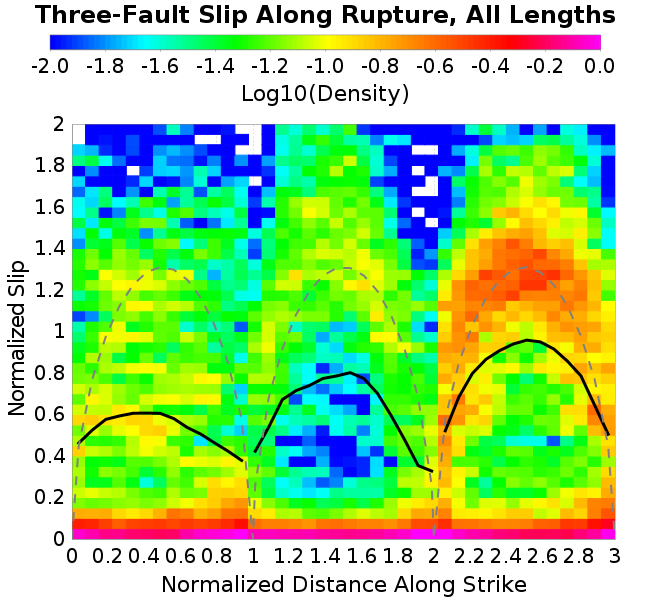 Three-Fault Slip Along Rupture, All Lengths
-2.0 -1.8 -1.6 -1.4 -1.2 -1.0 -0.8 -0.6 -0.4 -0.2 0.0
Log10(Density)
2
1.8
1.6
1.4
1.2
1
0.8
0.6
0.4
0.2
0
Normalized Slip
0 0.2 0.4 0.6 0.8 1 1.2 1.4 1.6 1.8 2 2.2 2.4 2.6 2.8 3
Normalized Distance Along Strike